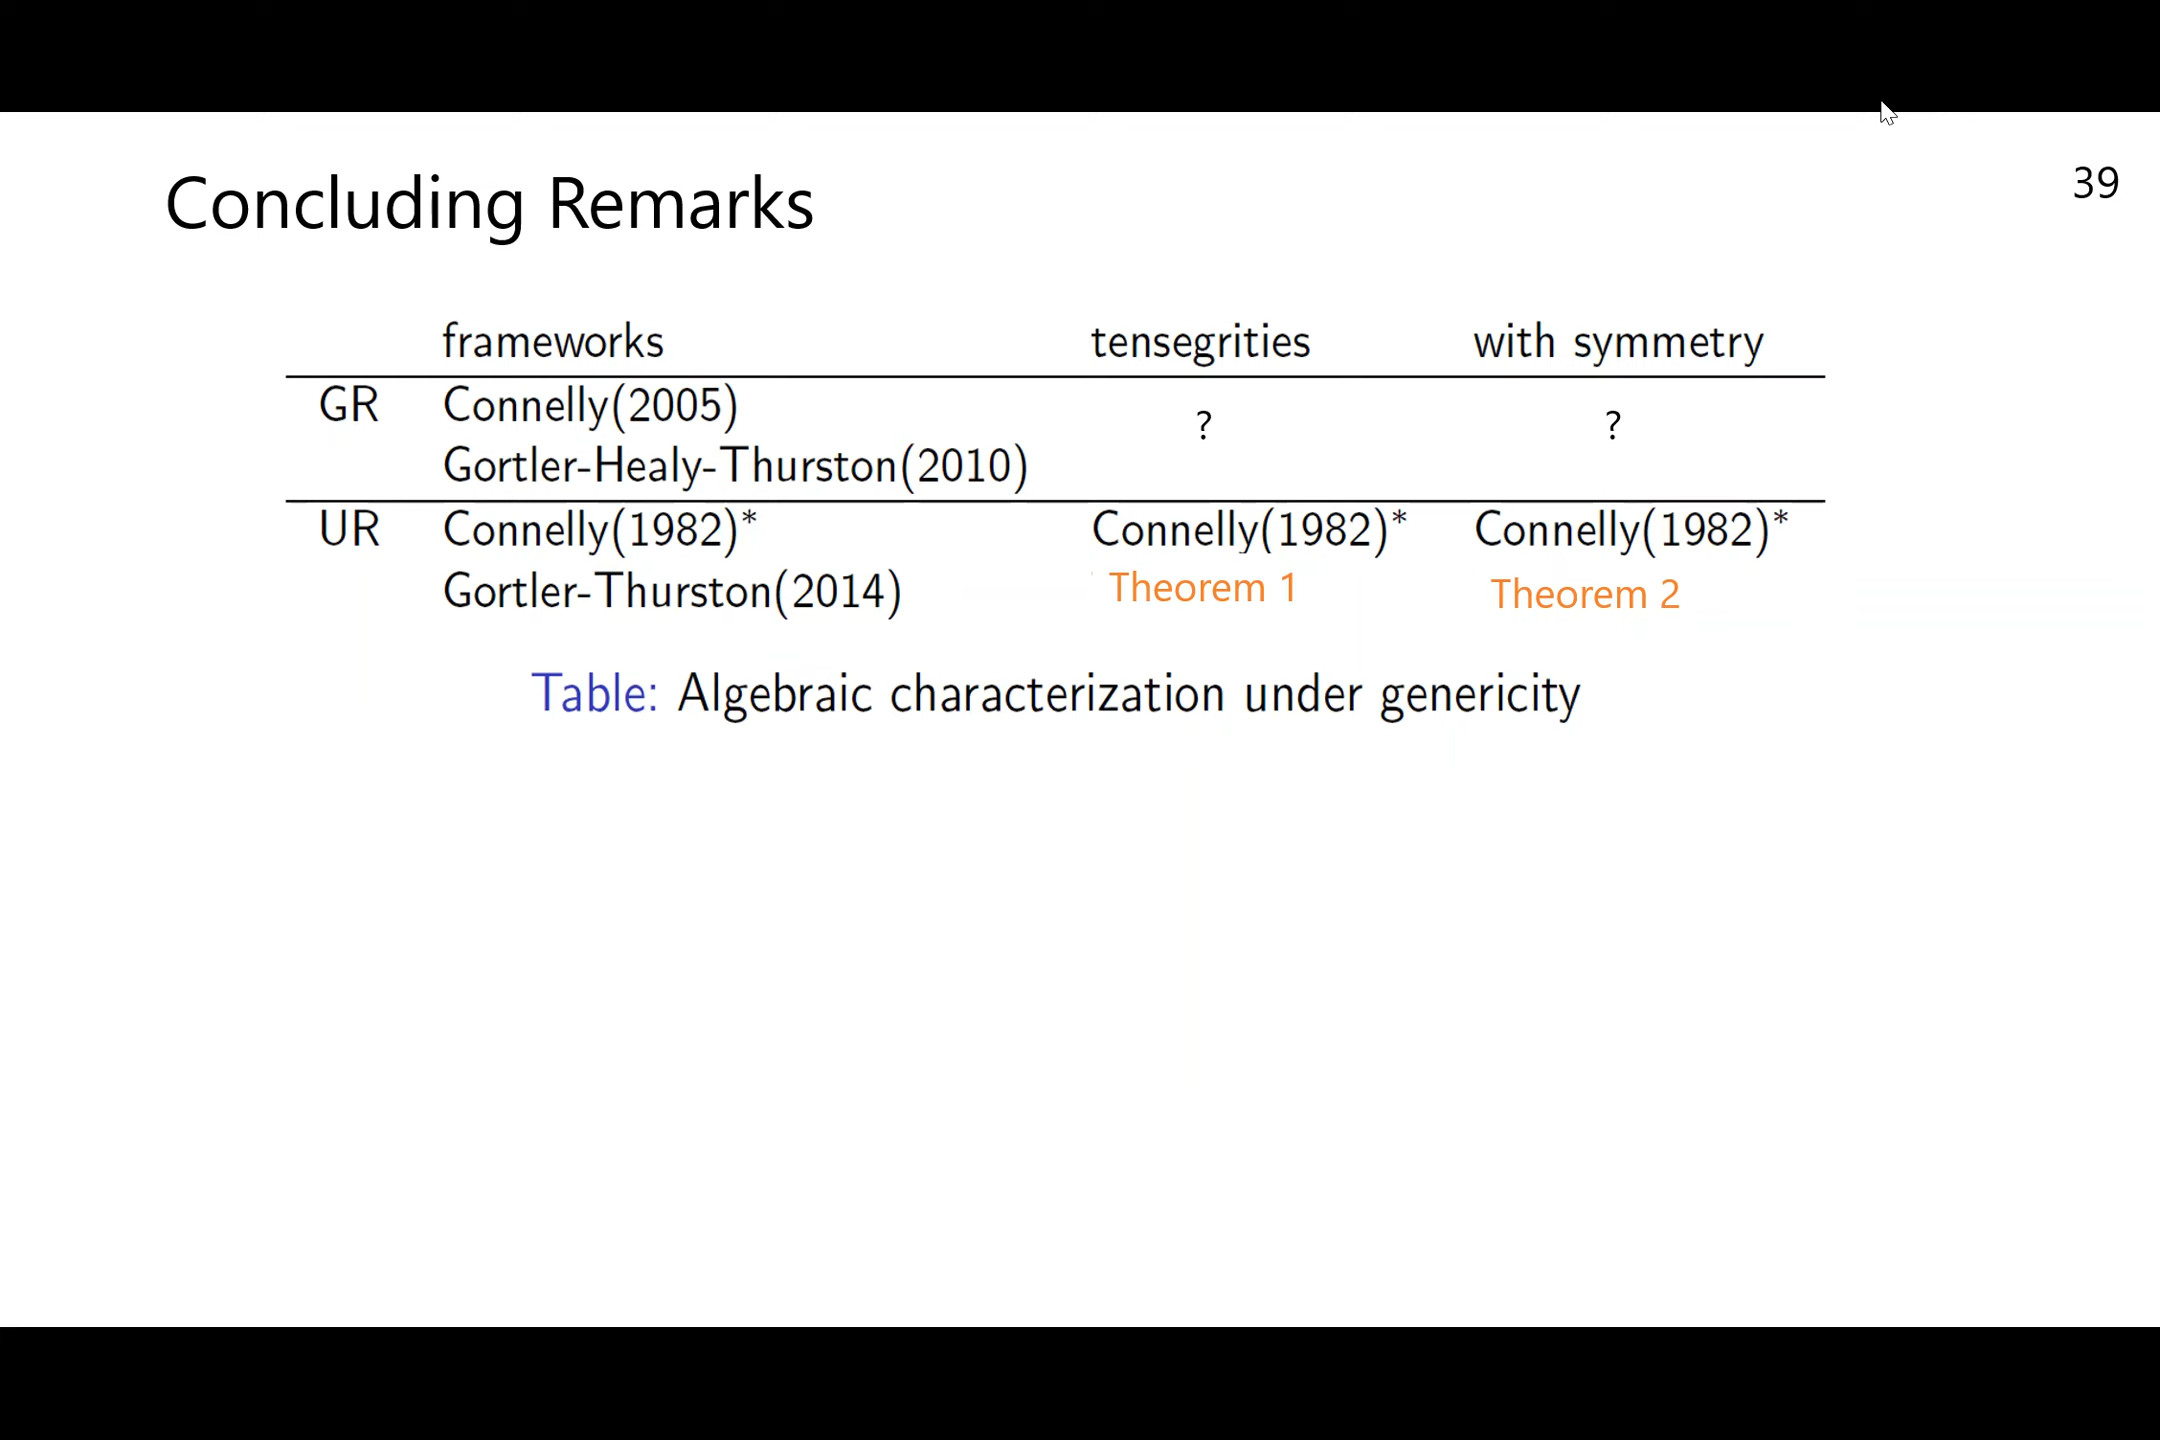 Concluding Remarks
39
frameworks tensegrities with symmetry
GR Connelly(2005) ? ?
Gortler-Healy-Thurston(2010)
UR Connelly(1982)* Connelly(1982)* Connelly(1982)*
Gortler-Thurston(2014) Theorem 1 Theorem 2
Table: Algebraic characterization under genericity